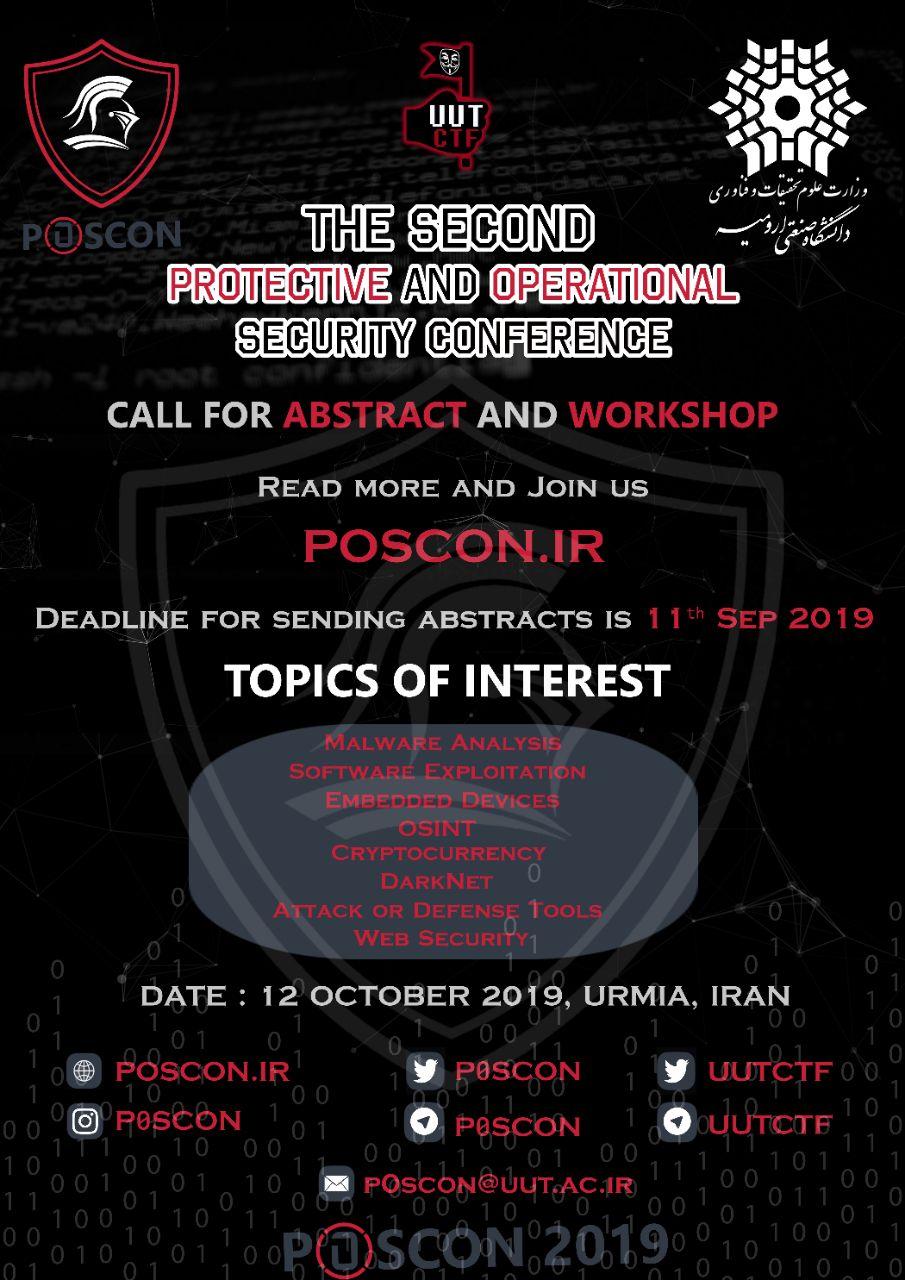 UUT
CTF
وزارت علوم تحقیقات و فناوری
دانشگاه صنعتی ارومیه
P0SCON
THE SECOND
PROTECTIVE AND OPERATIONAL
SECURITY CONFERENCE
CALL FOR ABSTRACT AND WORKSHOP
READ MORE AND JOIN US
POSCON.IR
DEADLINE FOR SENDING ABSTRACTS IS 11th SEP 2019
TOPICS OF INTEREST
MALWARE ANALYSIS
SOFTWARE EXPLOITATION
EMBEDDED DEVICES
OSINT
CRYPTOCURRENCY
DARKNET
ATTACK OR DEFENSE TOOLS
WEB SECURITY
DATE : 12 OCTOBER 2019, URMIA, IRAN
POSCON.IR P0SCON UUTCTF
P0SCON P0SCON UUTCTF
P0SCON@UUT.AC.IR
P0SCON 2019